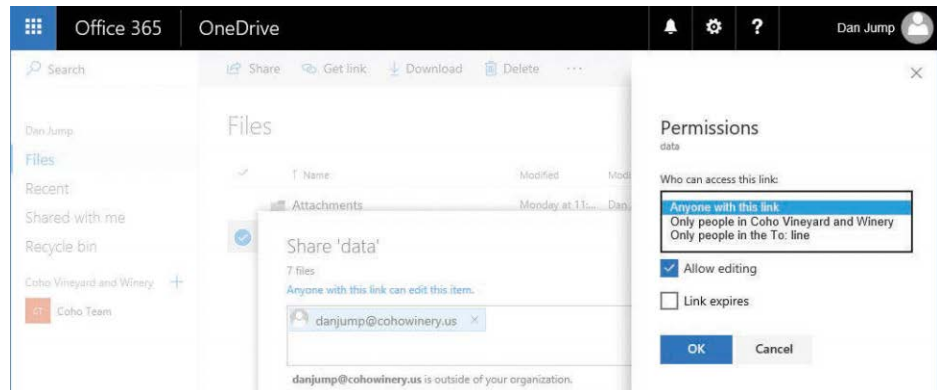 Office 365 OneDrive ? Dan Jump
Search
Dan Jump
Files
Recent
Shared with me
Recycle bin
Coho Vineyard and Winery +
CT Coho Team
Share Get link Download Delete ...
Files
Name Modified
Attachments Monday at 11:... Dan
Share 'data'
7 files
Anyone with this link can edit this item.
danjump@cohowinery.us ×
danjump@cohowinery.us is outside of your organization.
Permissions
data
Who can access this link:
Anyone with this link
Only people in Coho Vineyard and Winery
Only people in the To: line
Allow editing
Link expires
OK Cancel